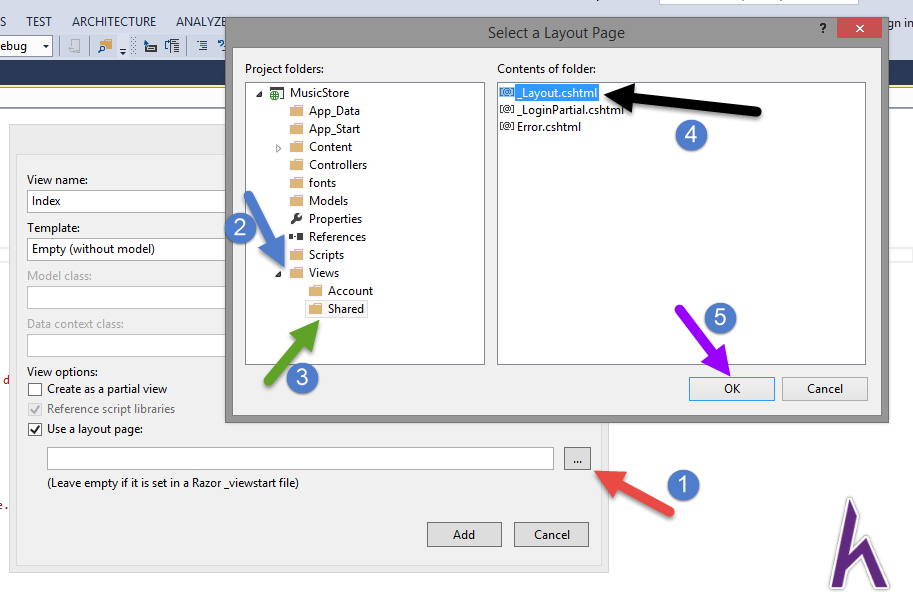 S TEST ARCHITECTURE ANALYZE
ebug
gn in
Select a Layout Page
?
Project folders:
Contents of folder:
MusicStore
App_Data
App_Start
Content
Controllers
fonts
Models
Properties
References
Scripts
Views
Account
Shared
[@] _Layout.cshtml
[@] _LoginPartial.cshtml
[@] Error.cshtml
4
2
3
5
OK
Cancel
View name:
Index
Template:
Empty (without model)
Model class:
Data context class:
View options:
d
Create as a partial view
Reference script libraries
Use a layout page:
...
(Leave empty if it is set in a Razor _viewstart file)
1
e.
Add
Cancel